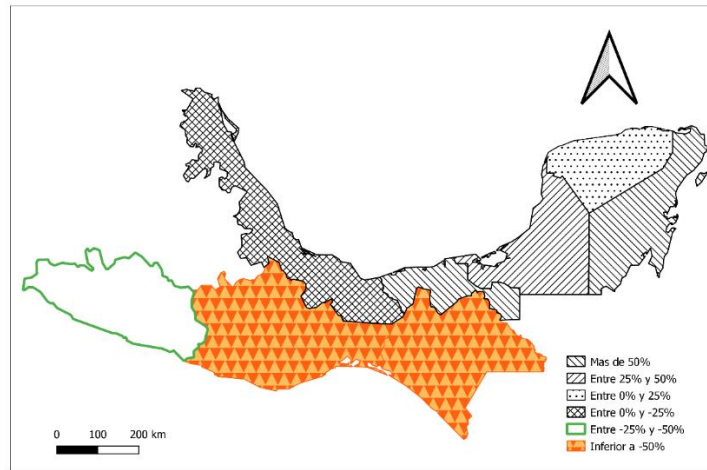 Mas de 50%
Entre 25% y 50%
Entre 0% y 25%
Entre 0% y -25%
Entre -25% y -50%
Inferior a -50%
0 100 200 km